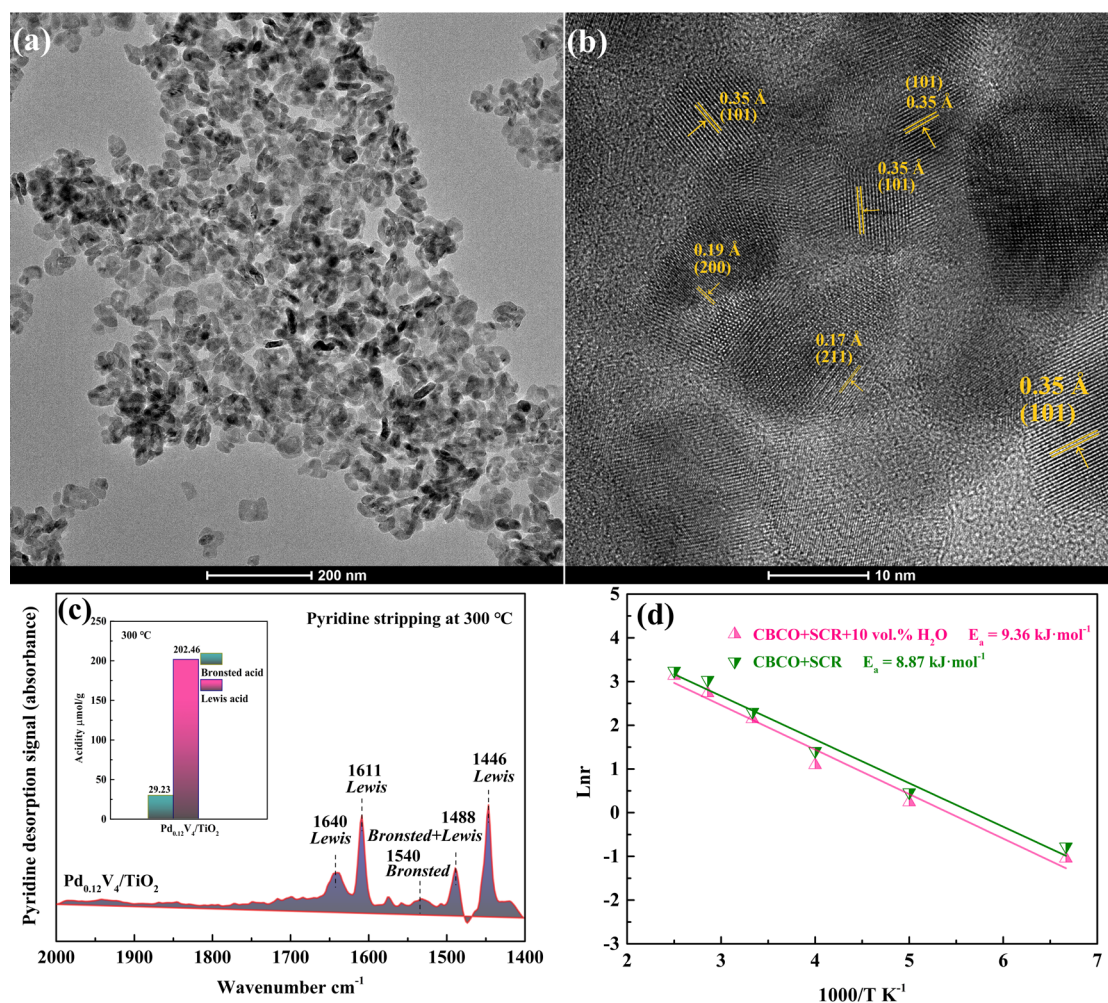 (a)
200 nm
(b)
0.35 Å
(101)
(101)
0.35 Å
0.35 Å
(101)
0.19 Å
(200)
0.17 Å
(211)
0.35 Å
(101)
10 nm
(c)
Pyridine stripping at 300 °C
Pyridine desorption signal (absorbance)
300 °C
Acidity μmol/g
250
200
150
100
50
0
29.23
202.46
Bronsted acid
Lewis acid
Pd0.12V4/TiO2
1640
Lewis
1611
Lewis
1540
Bronsted
1488
Bronsted+Lewis
1446
Lewis
Pd0.12V4/TiO2
2000 1900 1800 1700 1600 1500 1400
Wavenumber cm-1
(d)
CBCO+SCR+10 vol.% H2O Ea = 9.36 kJ·mol-1
CBCO+SCR Ea = 8.87 kJ·mol-1
Lnr
5
4
3
2
1
0
-1
-2
-3
2 3 4 5 6 7
1000/T K-1